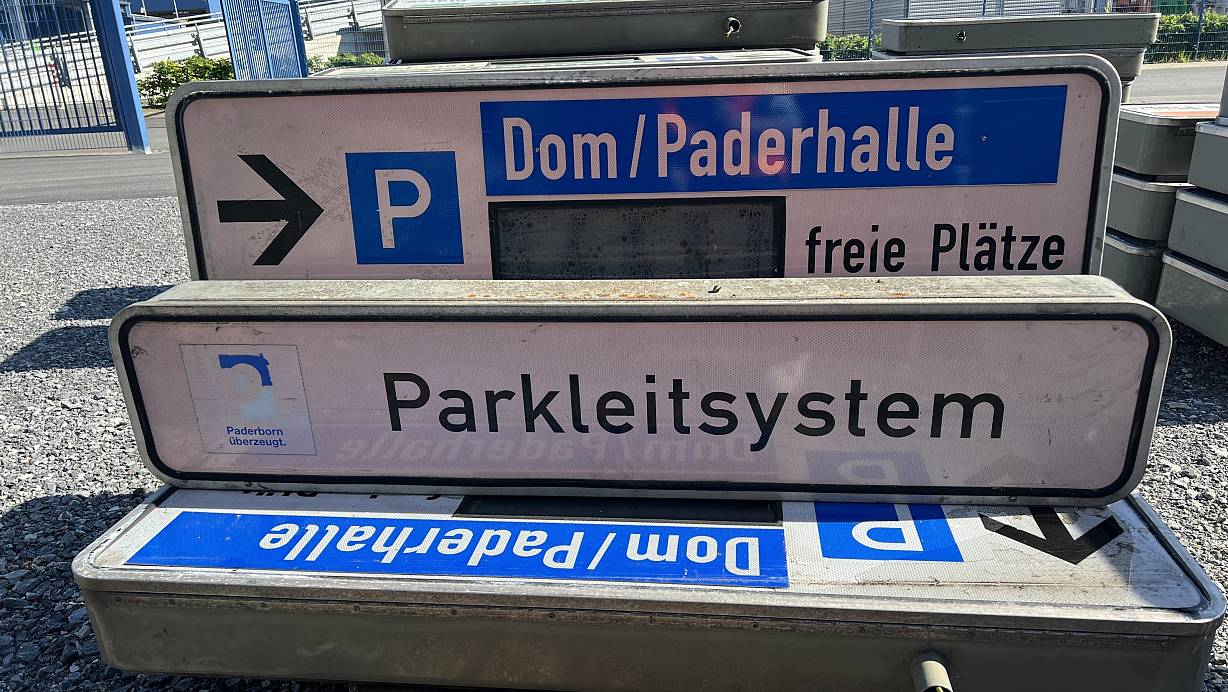 P
Dom/Paderhalle
freie Plätze
Paderborn
überzeugt.
Parkleitsystem
Dom/Paderhalle
P